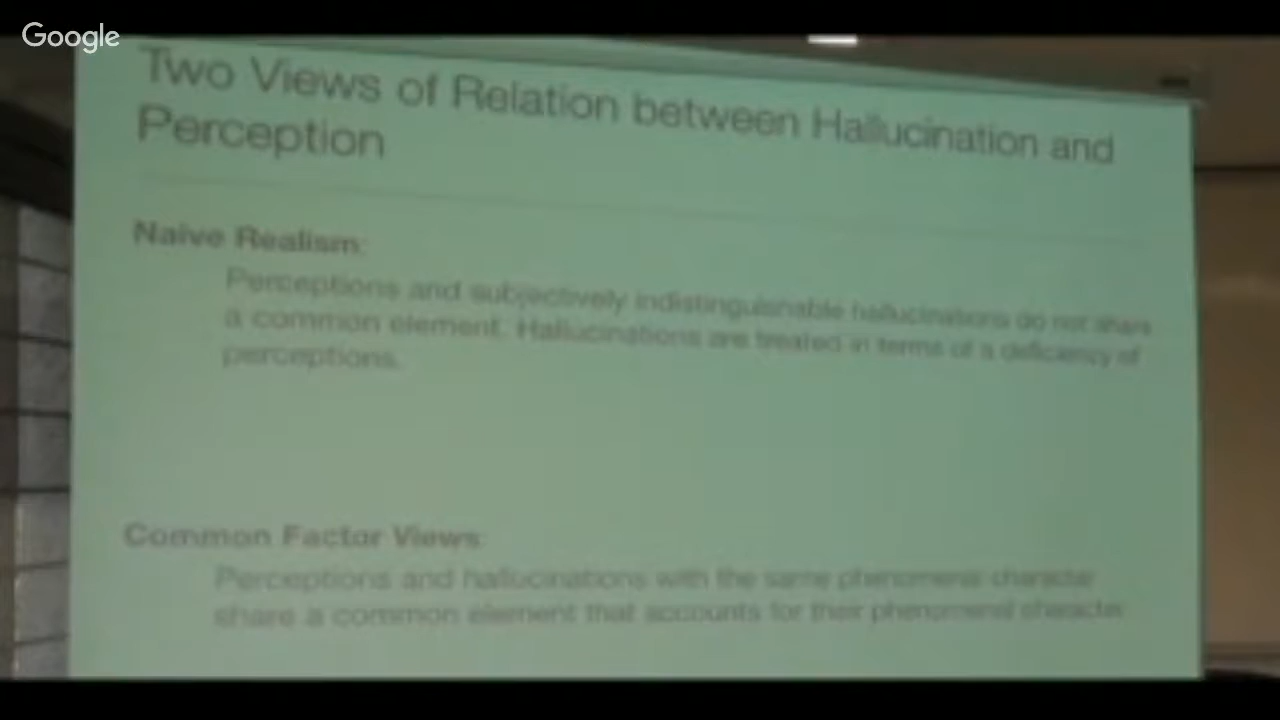 Google
Two Views of Relation between Hallucination and
Perception
Naive Realism:
Perceptions and subjectively indistinguishable hallucinations do not share
a common element. Hallucinations are treated in terms of a deficiency of
perceptions.
Common Factor Views:
Perceptions and hallucinations with the same phenomenal character
share a common element that accounts for their phenomenal character